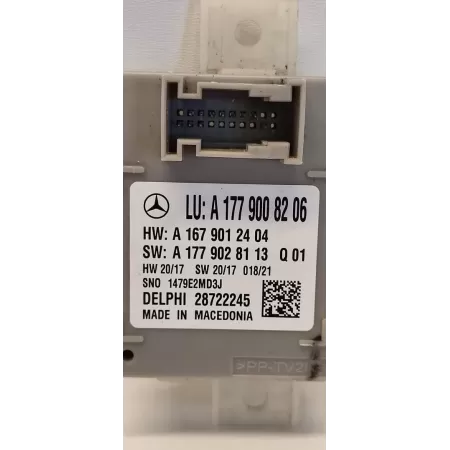 LU: A 177 900 82 06
HW: A 167 901 24 04
SW: A 177 902 81 13 Q 01
HW 20/17 SW 20/17 018/21
SNO 1479E2MD3J
DELPHI 28722245
MADE IN MACEDONIA